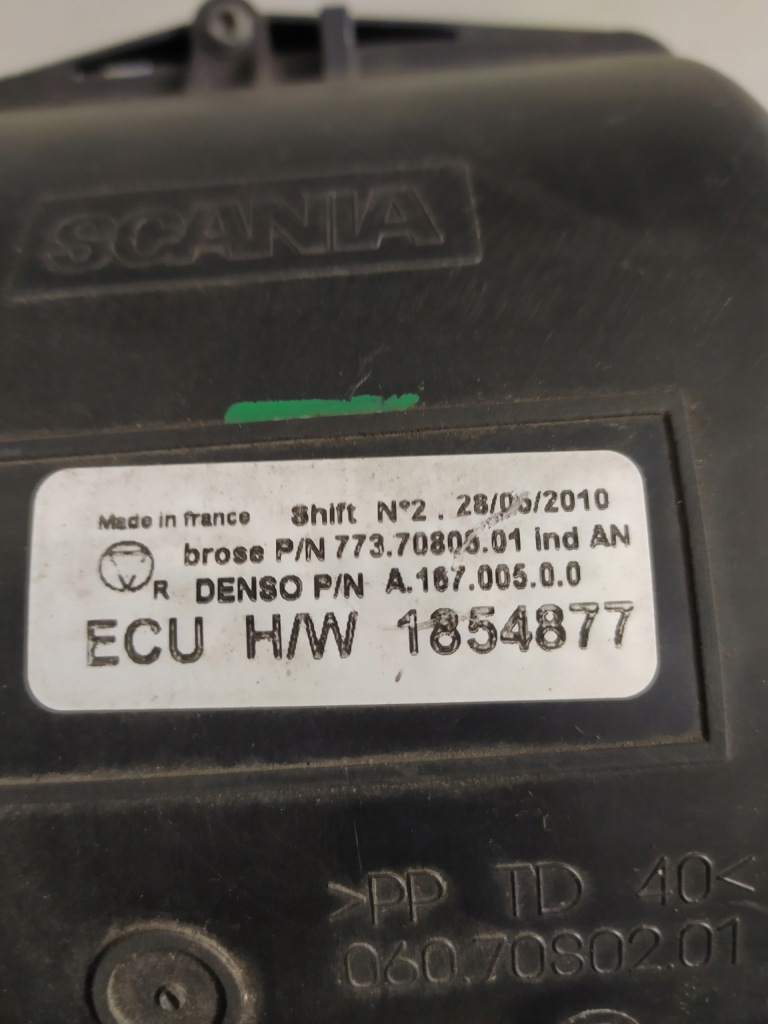 SCANIA
Made in france Shift N°2 . 28/05/2010
brose P/N 773.70805.01 ind AN
R DENSO P/N A.167.005.0.0
ECU H/W 1854877
>PP TD 40<
060.70802.01